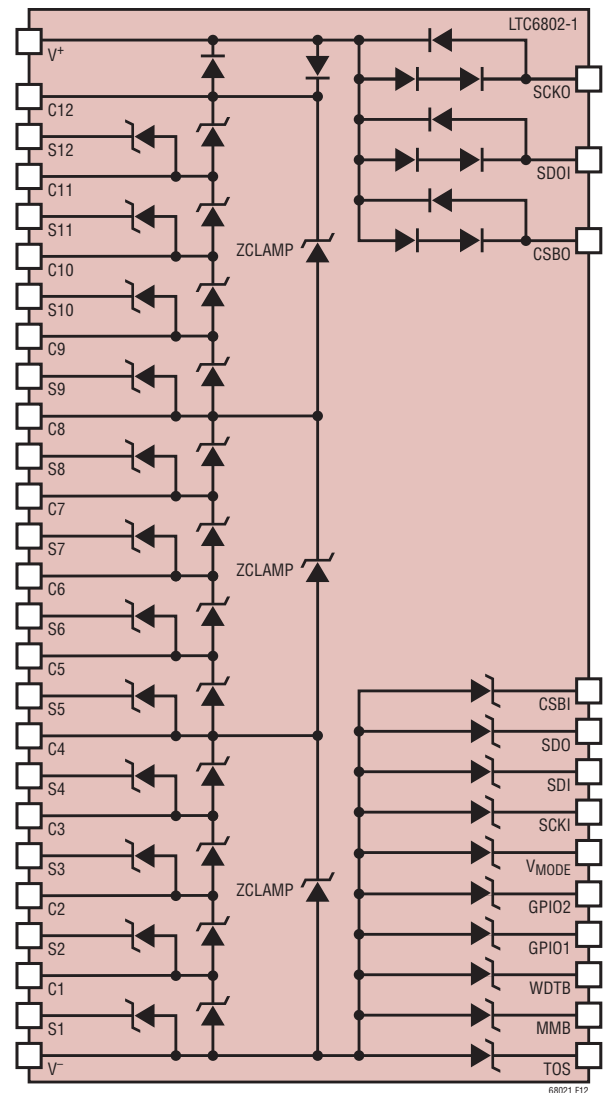 LTC6802-1
V+
SCKO
C12
S12
SDOI
C11
S11
CSBO
ZCLAMP
C10
S10
C9
S9
C8
S8
C7
S7
ZCLAMP
C6
S6
C5
S5
CSBI
C4
SDO
S4
SDI
C3
SCKI
S3
VMODE
ZCLAMP
C2
GPIO2
S2
GPIO1
C1
WDTB
S1
MMB
V–
TOS
68021 F12